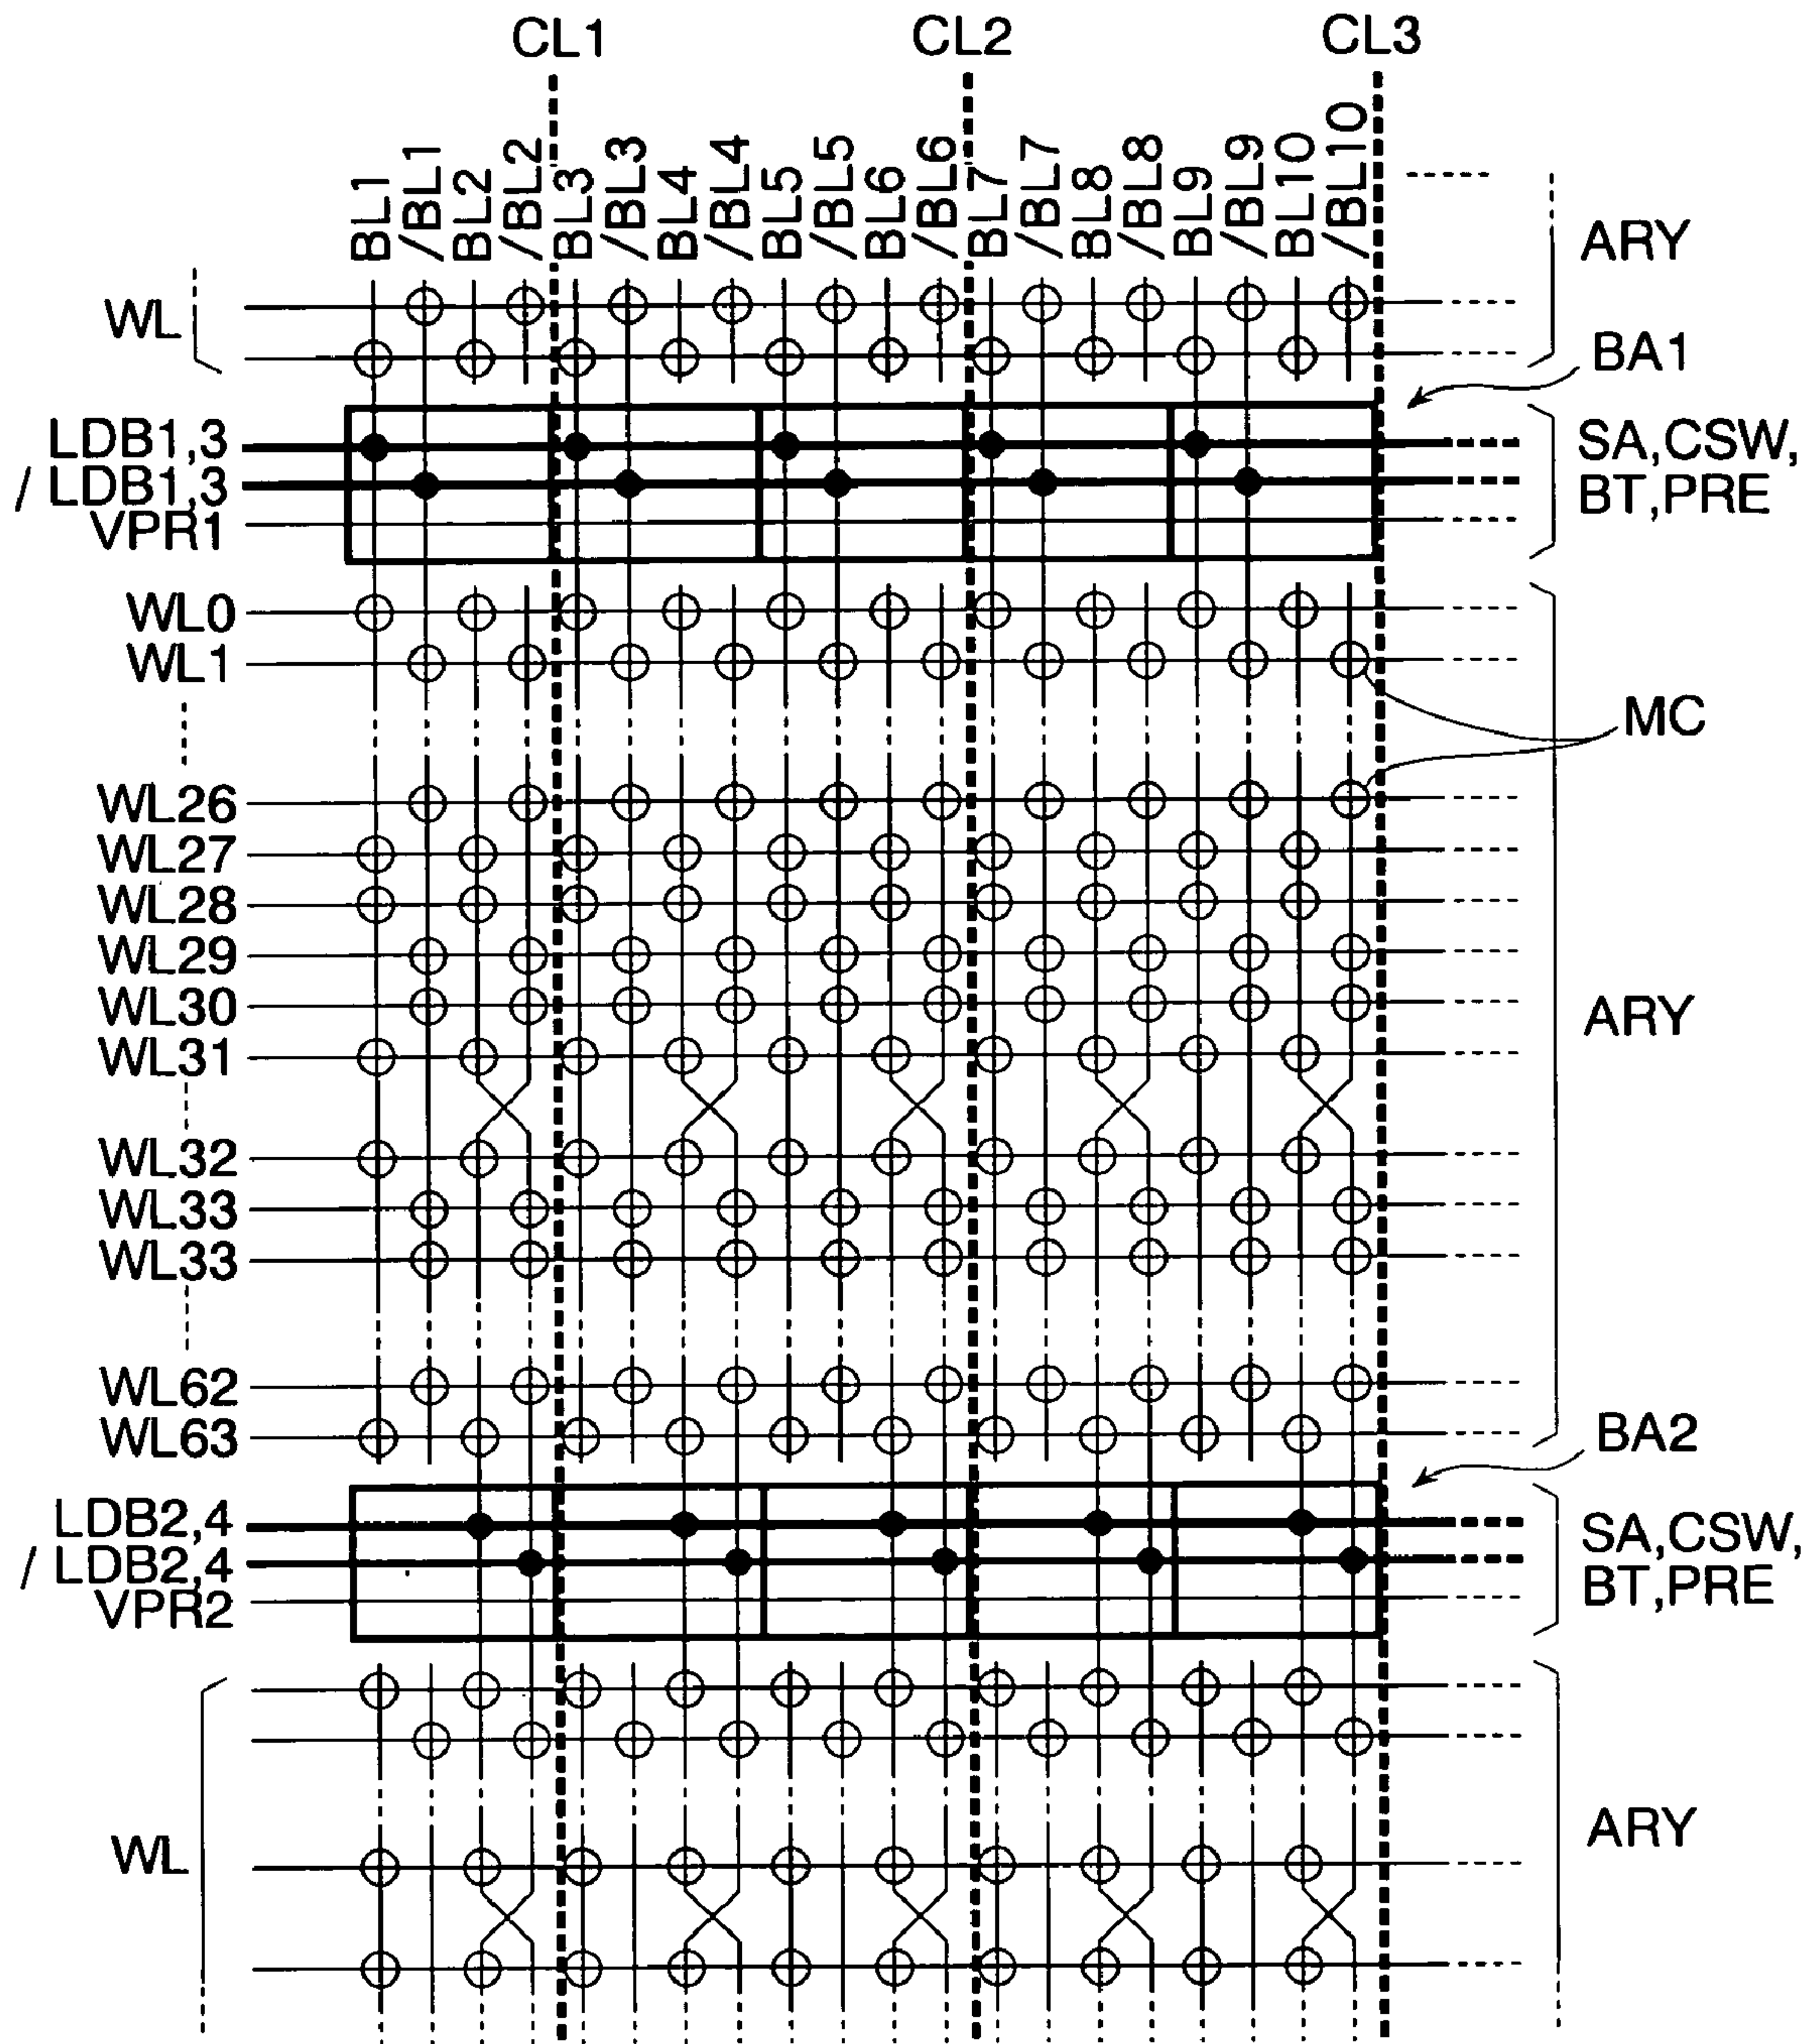 CL1
CL2
CL3
BL1
/BL1
BL2
/BL2
BL3
/BL3
BL4
/BL4
BL5
/BL5
BL6
/BL6
BL7
/BL7
BL8
/BL8
BL9
/BL9
BL10
/BL10
ARY
WL
BA1
LDB1,3
/ LDB1,3
VPR1
SA,CSW,
BT,PRE
WL0
WL1
MC
WL26
WL27
WL28
WL29
WL30
WL31
ARY
WL32
WL33
WL33
WL62
WL63
BA2
LDB2,4
/ LDB2,4
VPR2
SA,CSW,
BT,PRE
WL
ARY